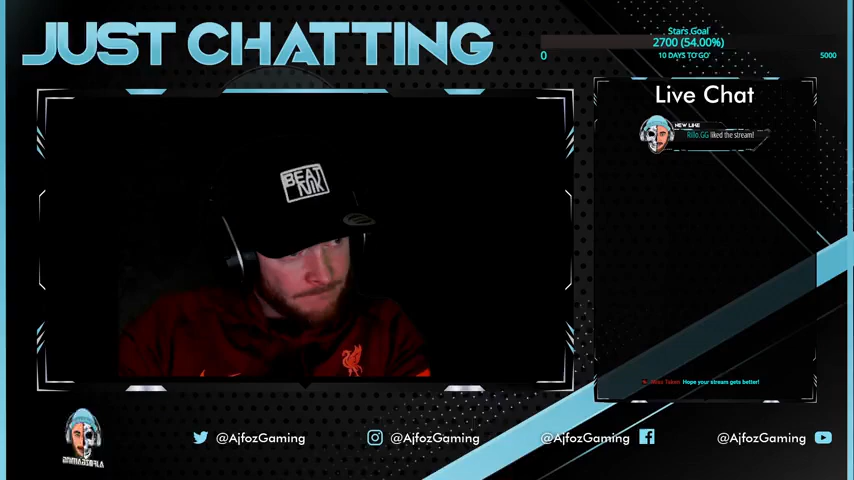 JUST CHATTING
Stars Goal
2700 (54.00%)
0
10 DAYS TO GO
5000
Live Chat
NEW LIKE
Rillo.GG liked the stream!
BEAT
NIK
Hope your stream gets better!
@AjfozGaming
@AjfozGaming
@AjfozGaming
@AjfozGaming